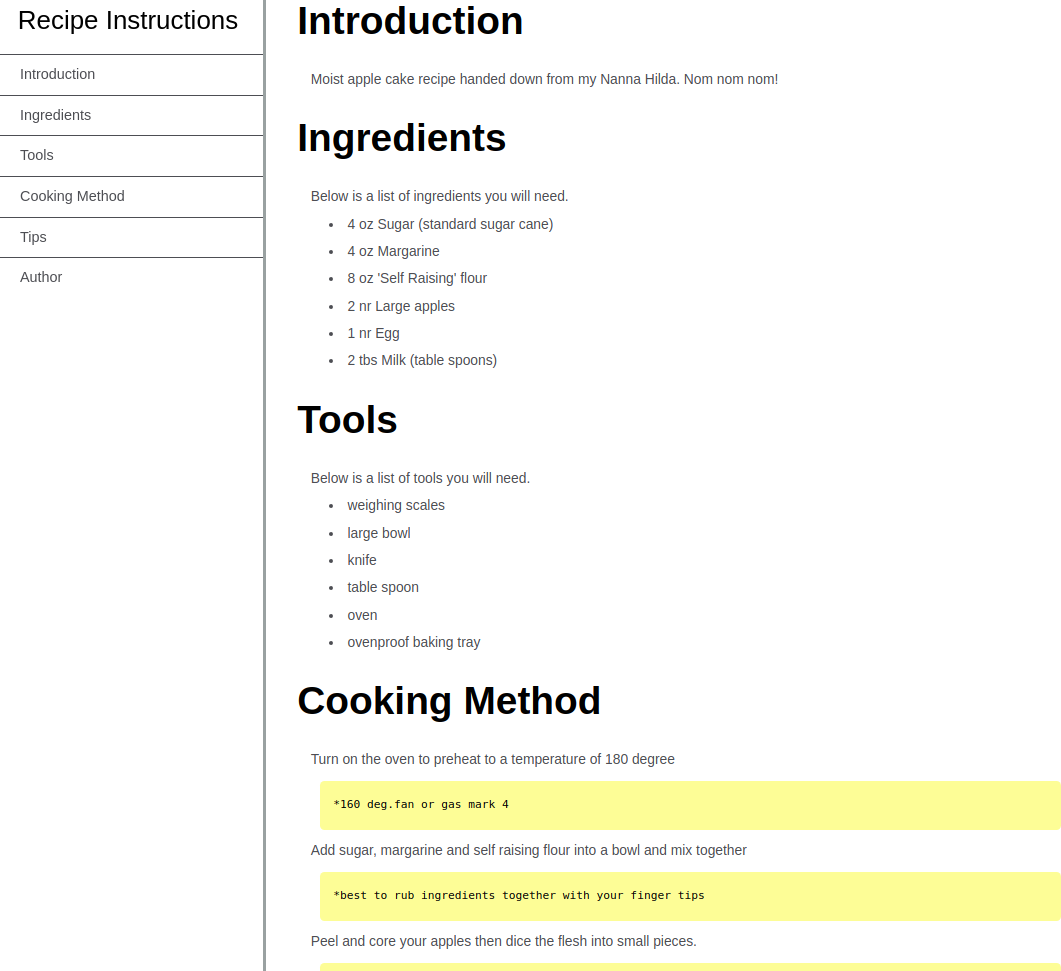 Recipe Instructions
Introduction
Ingredients
Tools
Cooking Method
Tips
Author
Introduction
Moist apple cake recipe handed down from my Nanna Hilda. Nom nom nom!
Ingredients
Below is a list of ingredients you will need.
• 4 oz Sugar (standard sugar cane)
• 4 oz Margarine
• 8 oz 'Self Raising' flour
• 2 nr Large apples
• 1 nr Egg
• 2 tbs Milk (table spoons)
Tools
Below is a list of tools you will need.
• weighing scales
• large bowl
• knife
• table spoon
• oven
• ovenproof baking tray
Cooking Method
Turn on the oven to preheat to a temperature of 180 degree
*160 deg.fan or gas mark 4
Add sugar, margarine and self raising flour into a bowl and mix together
*best to rub ingredients together with your finger tips
Peel and core your apples then dice the flesh into small pieces.